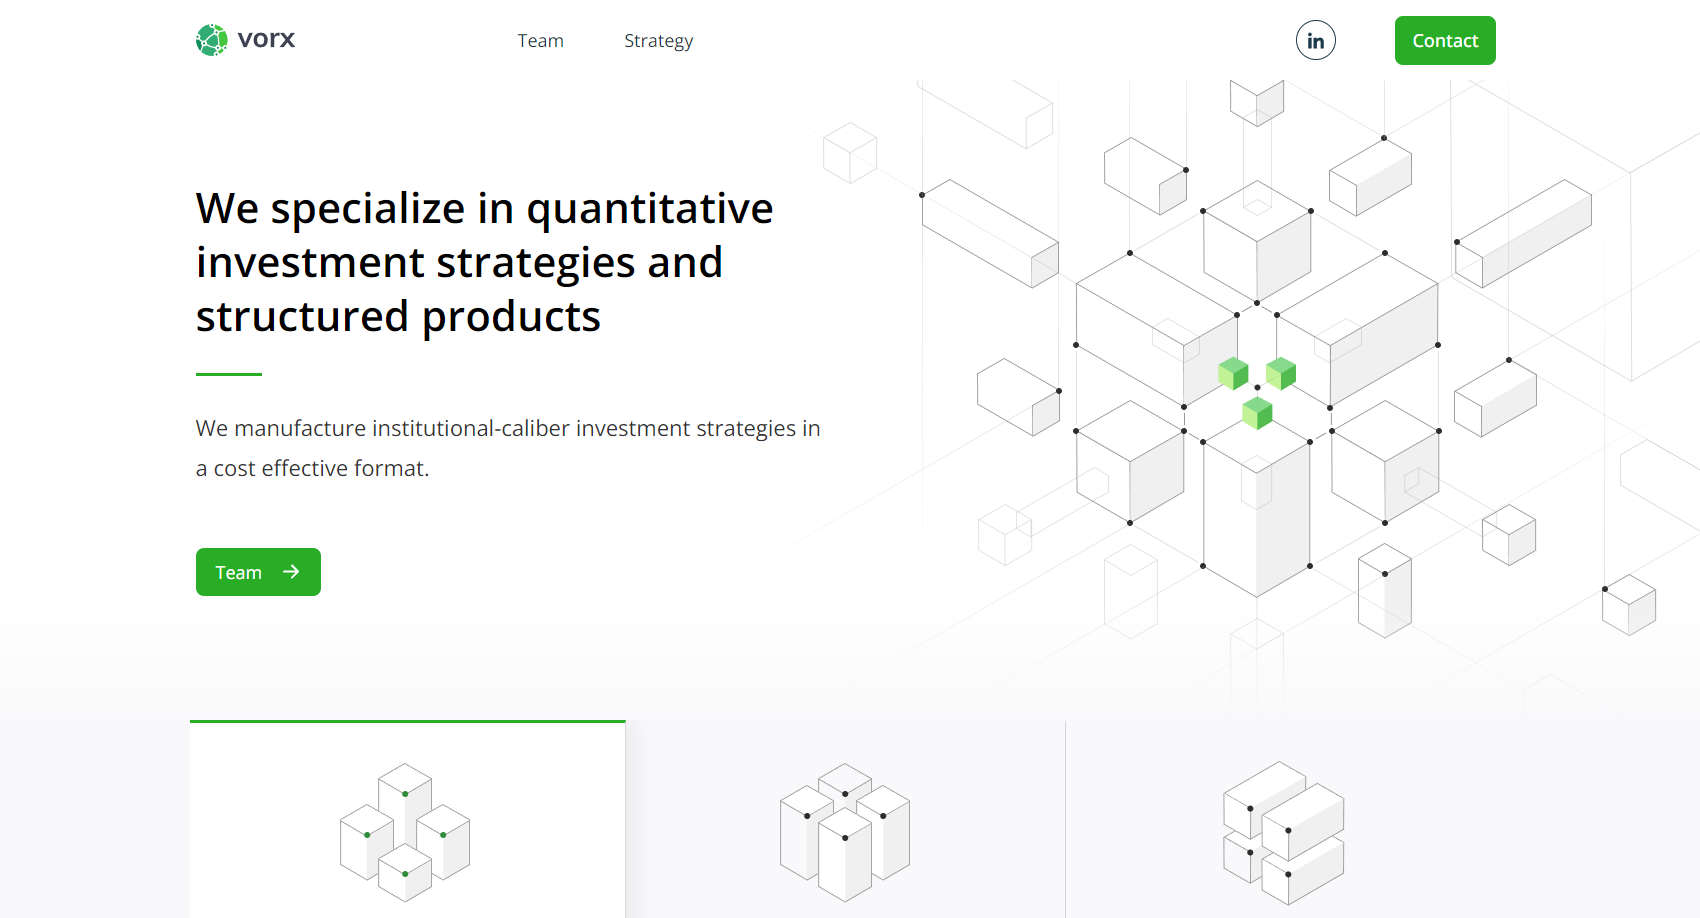 vorx
Team
Strategy
in
Contact
We specialize in quantitative
investment strategies and
structured products
We manufacture institutional-caliber investment strategies in
a cost effective format.
Team